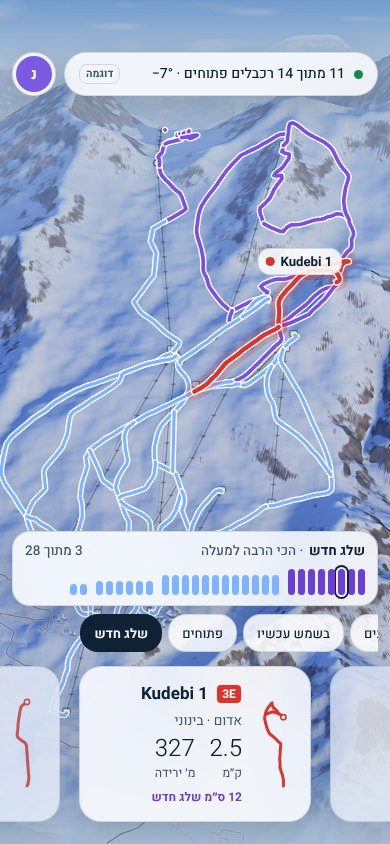 11 מתוך 14 רכבלים פתוחים · 7°−
דוגמה
נ
Kudebi 1
שלג חדש · הכי הרבה למעלה
3 מתוך 28
בשמש עכשיו
פתוחים
שלג חדש
3E Kudebi 1
אדום · בינוני
2.5 327
ק״מ מ׳ ירידה
12 ס״מ שלג חדש